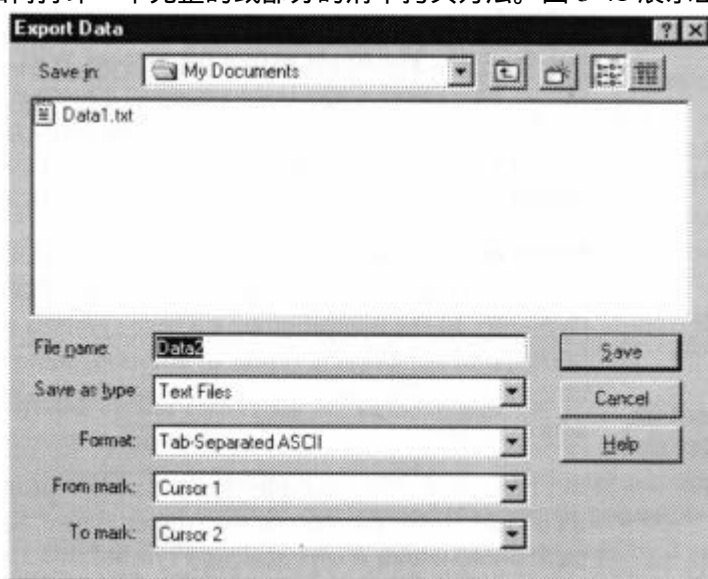 Export Data
Save in:
My Documents
Data1.txt
File name:
Data2
Save
Save as type:
Text Files
Cancel
Format:
Tab-Separated ASCII
Help
From mark:
Cursor 1
To mark:
Cursor 2